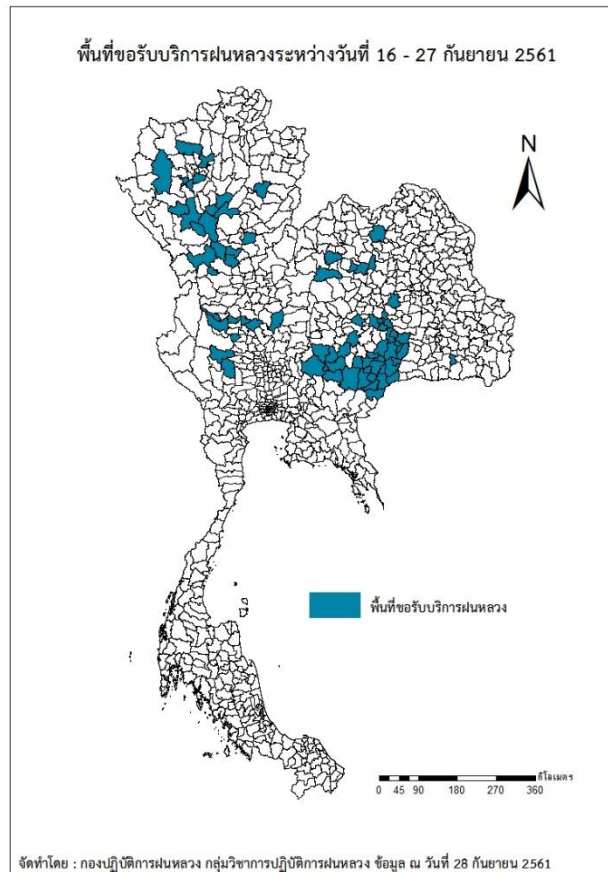 พื้นที่ขอรับบริการฝนหลวงระหว่างวันที่ 16 - 27 กันยายน 2561
N
พื้นที่ขอรับบริการฝนหลวง
กิโลเมตร
0 45 90 180 270 360
จัดทำโดย : กองปฏิบัติการฝนหลวง กลุ่มวิชาการปฏิบัติการฝนหลวง ข้อมูล ณ วันที่ 28 กันยายน 2561